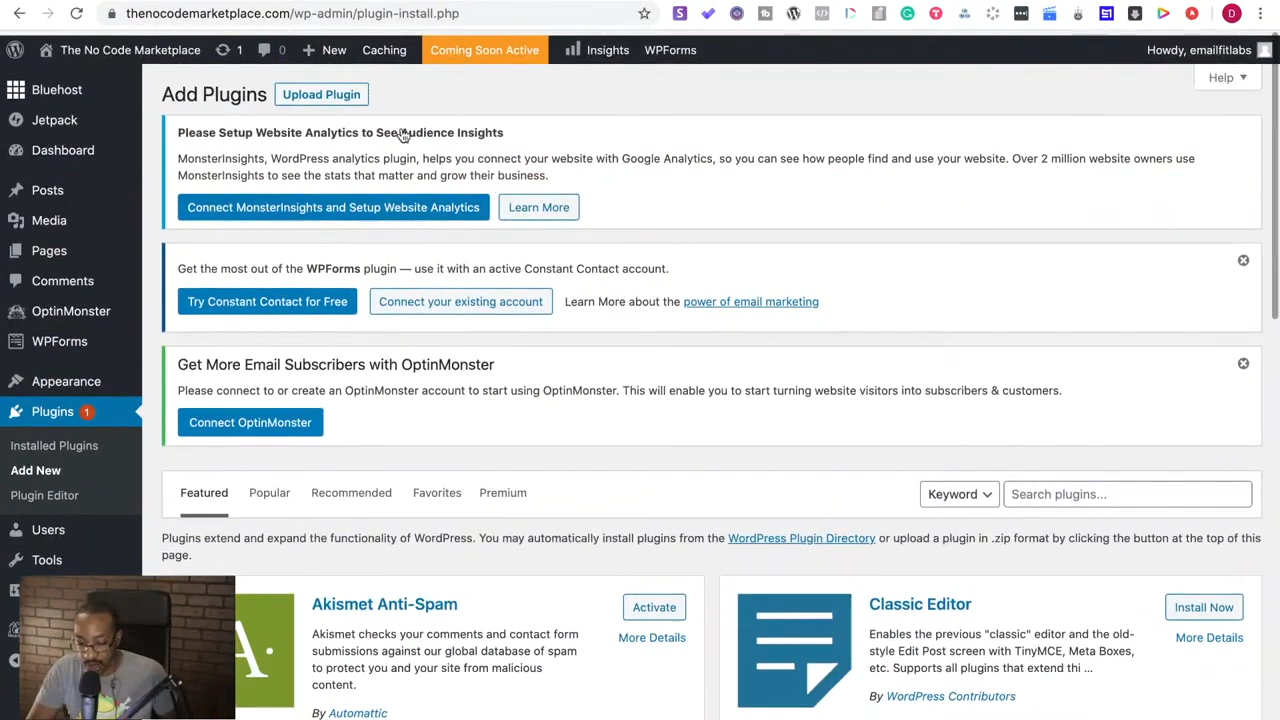 thenocodemarketplace.com/wp-admin/plugin-install.php
The No Code Marketplace 1 0 New Caching Coming Soon Active Insights WPForms Howdy, emailfitlabs
Bluehost
Jetpack
Dashboard
Posts
Media
Pages
Comments
OptinMonster
WPForms
Appearance
Plugins 1
Installed Plugins
Add New
Plugin Editor
Users
Tools
Help
Add Plugins Upload Plugin
Please Setup Website Analytics to See Audience Insights
MonsterInsights, WordPress analytics plugin, helps you connect your website with Google Analytics, so you can see how people find and use your website. Over 2 million website owners use
MonsterInsights to see the stats that matter and grow their business.
Connect MonsterInsights and Setup Website Analytics Learn More
Get the most out of the WPForms plugin — use it with an active Constant Contact account.
Try Constant Contact for Free Connect your existing account Learn More about the power of email marketing
Get More Email Subscribers with OptinMonster
Please connect to or create an OptinMonster account to start using OptinMonster. This will enable you to start turning website visitors into subscribers & customers.
Connect OptinMonster
Featured Popular Recommended Favorites Premium Keyword Search plugins...
Plugins extend and expand the functionality of WordPress. You may automatically install plugins from the WordPress Plugin Directory or upload a plugin in .zip format by clicking the button at the top of this
page.
A.
Akismet Anti-Spam
Activate
More Details
Akismet checks your comments and contact form
submissions against our global database of spam
to protect you and your site from malicious
content.
By Automattic
Classic Editor
Install Now
More Details
Enables the previous "classic" editor and the old-
style Edit Post screen with TinyMCE, Meta Boxes,
etc. Supports all plugins that extend thi ...
By WordPress Contributors